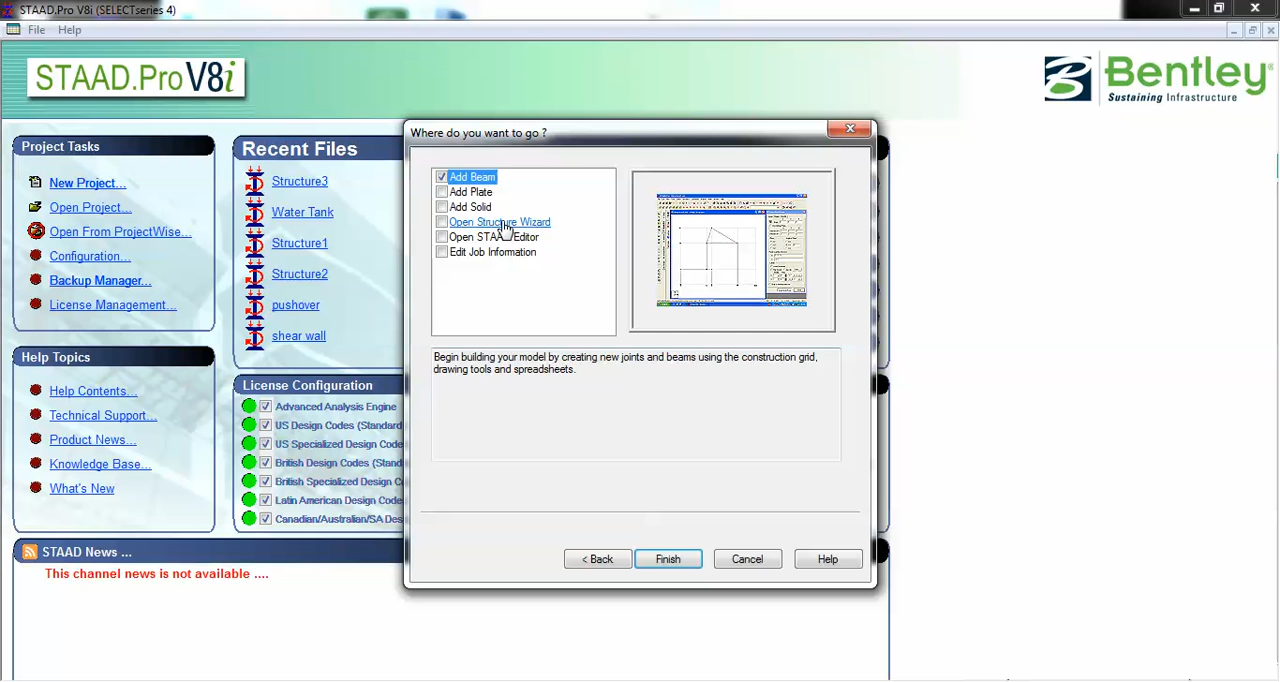 STAAD.Pro V8i (SELECTseries 4)
File Help
STAAD.Pro V8i
Bentley
Sustaining Infrastructure
Project Tasks
New Project...
Open Project...
Open From ProjectWise...
Configuration...
Backup Manager...
License Management...
Recent Files
Structure3
Water Tank
Structure1
Structure2
pushover
shear wall
Help Topics
Help Contents...
Technical Support...
Product News...
Knowledge Base...
What's New
License Configuration
Advanced Analysis Engine
US Design Codes (Standard
US Specialized Design Code
British Design Codes (Stand
British Specialized Design C
Latin American Design Code
Canadian/Australian/SA Des
STAAD News ...
This channel news is not available ....
Where do you want to go ?
Add Beam
Add Plate
Add Solid
Open Structure Wizard
Open STAAD Editor
Edit Job Information
Begin building your model by creating new joints and beams using the construction grid,
drawing tools and spreadsheets.
< Back
Finish
Cancel
Help